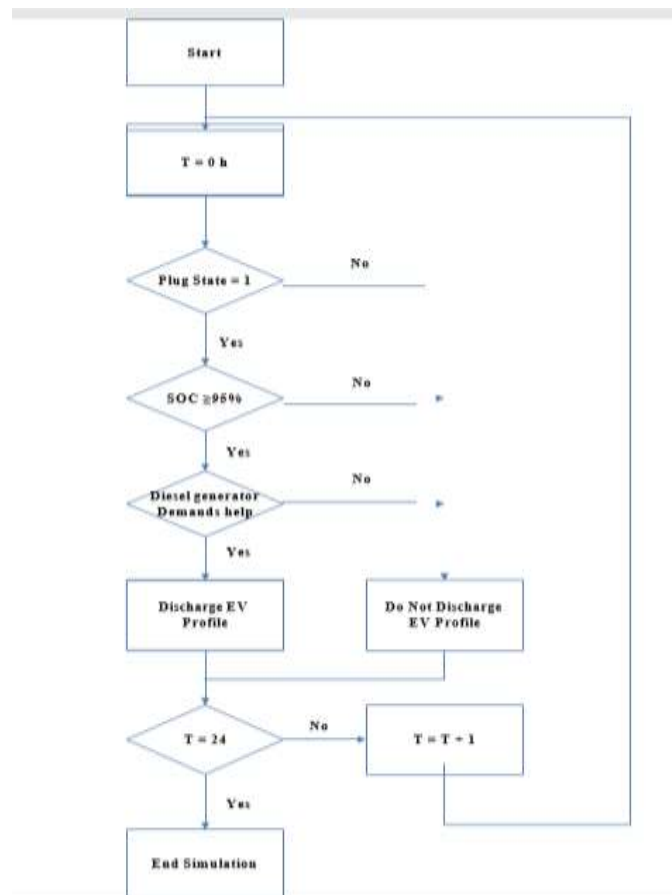 Start
T = 0 h
Plug State = 1
No
Yes
SOC ≥95%
No
Yes
Diesel generator
Demands help
No
Yes
Discharge EV
Profile
Do Not Discharge
EV Profile
T = 24
No
T = T + 1
Yes
End Simulation